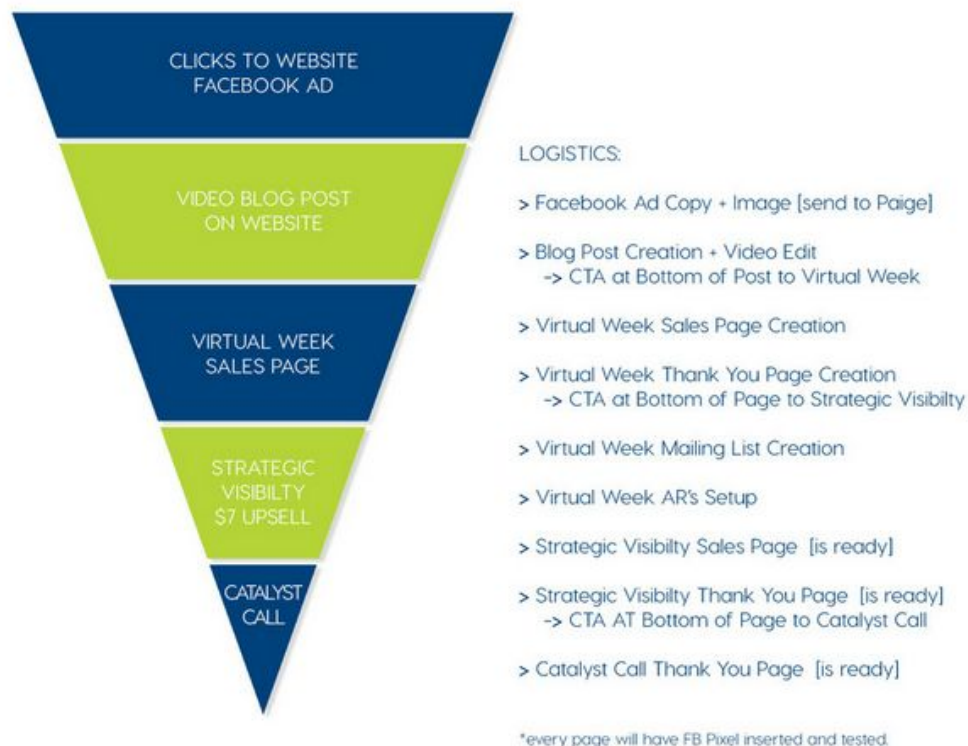 CLICKS TO WEBSITE
FACEBOOK AD
VIDEO BLOG POST
ON WEBSITE
VIRTUAL WEEK
SALES PAGE
STRATEGIC
VISIBILTY
$7 UPSELL
CATALYST
CALL
LOGISTICS:
> Facebook Ad Copy + Image [send to Paige]
> Blog Post Creation + Video Edit
-> CTA at Bottom of Post to Virtual Week
> Virtual Week Sales Page Creation
> Virtual Week Thank You Page Creation
-> CTA at Bottom of Page to Strategic Visibilty
> Virtual Week Mailing List Creation
> Virtual Week AR's Setup
> Strategic Visibilty Sales Page [is ready]
> Strategic Visibilty Thank You Page [is ready]
-> CTA AT Bottom of Page to Catalyst Call
> Catalyst Call Thank You Page [is ready]
*every page will have FB Pixel inserted and tested.